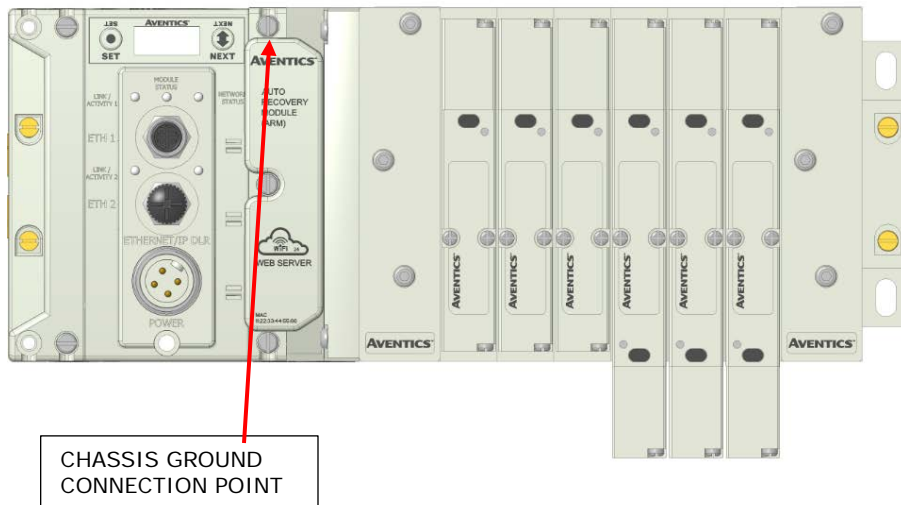 SET
AVENTICS
NEXT
SET
NEXT
AVENTICS
MODULE
STATUS
LINK /
ACTIVITY 1
NETWORK
STATUS
AUTO
RECOVERY
MODULE
(ARM)
ETH 1
LINK /
ACTIVITY 2
ETH 2
ETHERNET/IP DLR
WiFi
WEB SERVER
POWER
MAC
AVENTICS
AVENTICS
AVENTICS
AVENTICS
AVENTICS
AVENTICS
AVENTICS
AVENTICS
CHASSIS GROUND
CONNECTION POINT